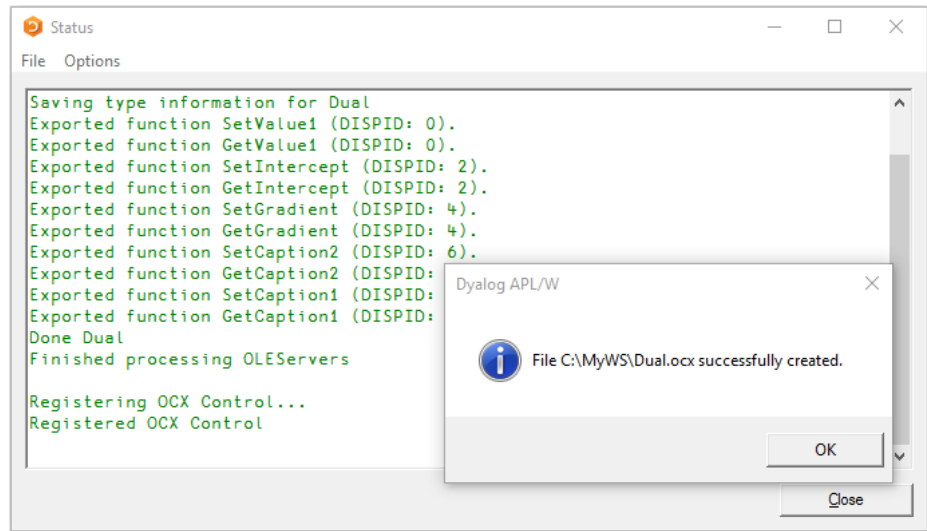 Status
File Options
Saving type information for Dual
Exported function SetValue1 (DISPID: 0).
Exported function GetValue1 (DISPID: 0).
Exported function SetIntercept (DISPID: 2).
Exported function GetIntercept (DISPID: 2).
Exported function SetGradient (DISPID: 4).
Exported function GetGradient (DISPID: 4).
Exported function SetCaption2 (DISPID: 6).
Exported function GetCaption2 (DISPID:
Exported function SetCaption1 (DISPID:
Exported function GetCaption1 (DISPID:
Done Dual
Finished processing OLEServers
Registering OCX Control...
Registered OCX Control
Dyalog APL/W
File C:\MyWS\Dual.ocx successfully created.
OK
Close